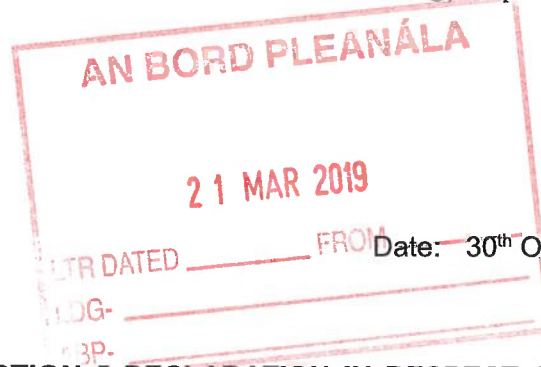 AN BORD PLEANÁLA
21 MAR 2019
LTR DATED FROM
Date: 30th O
LDG-
ABP-